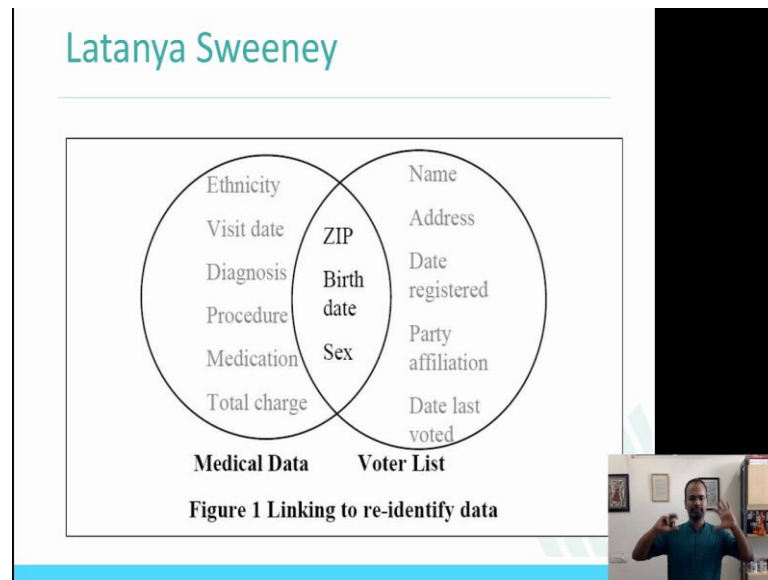 Latanya Sweeney
Ethnicity
Visit date
Diagnosis
Procedure
Medication
Total charge
ZIP
Birth
date
Sex
Name
Address
Date
registered
Party
affiliation
Date last
voted
Medical Data
Voter List
Figure 1 Linking to re-identify data